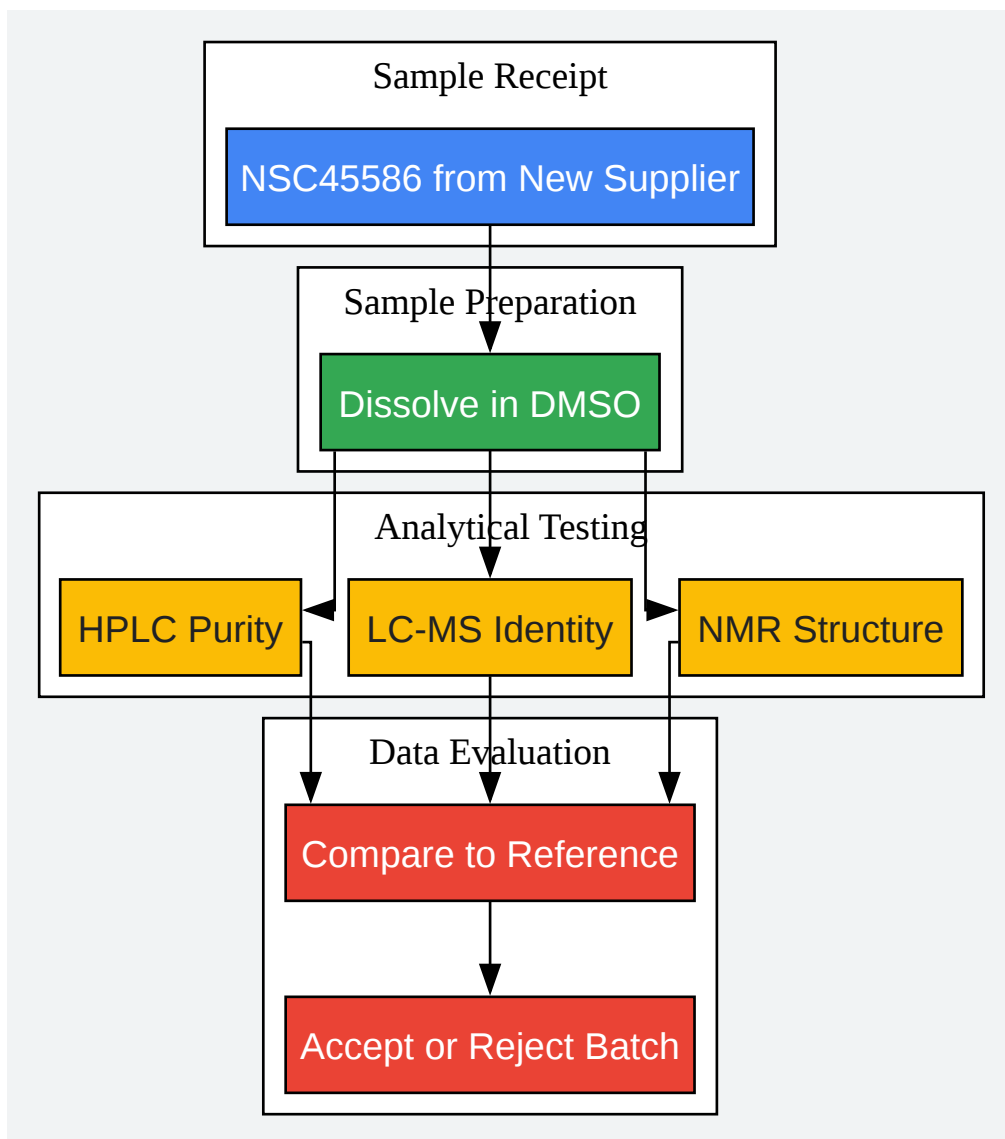 Sample Receipt
NSC45586 from New Supplier
Sample Preparation
Dissolve in DMSO
Analytical Testing
HPLC Purity
LC-MS Identity
NMR Structure
Data Evaluation
Compare to Reference
Accept or Reject Batch